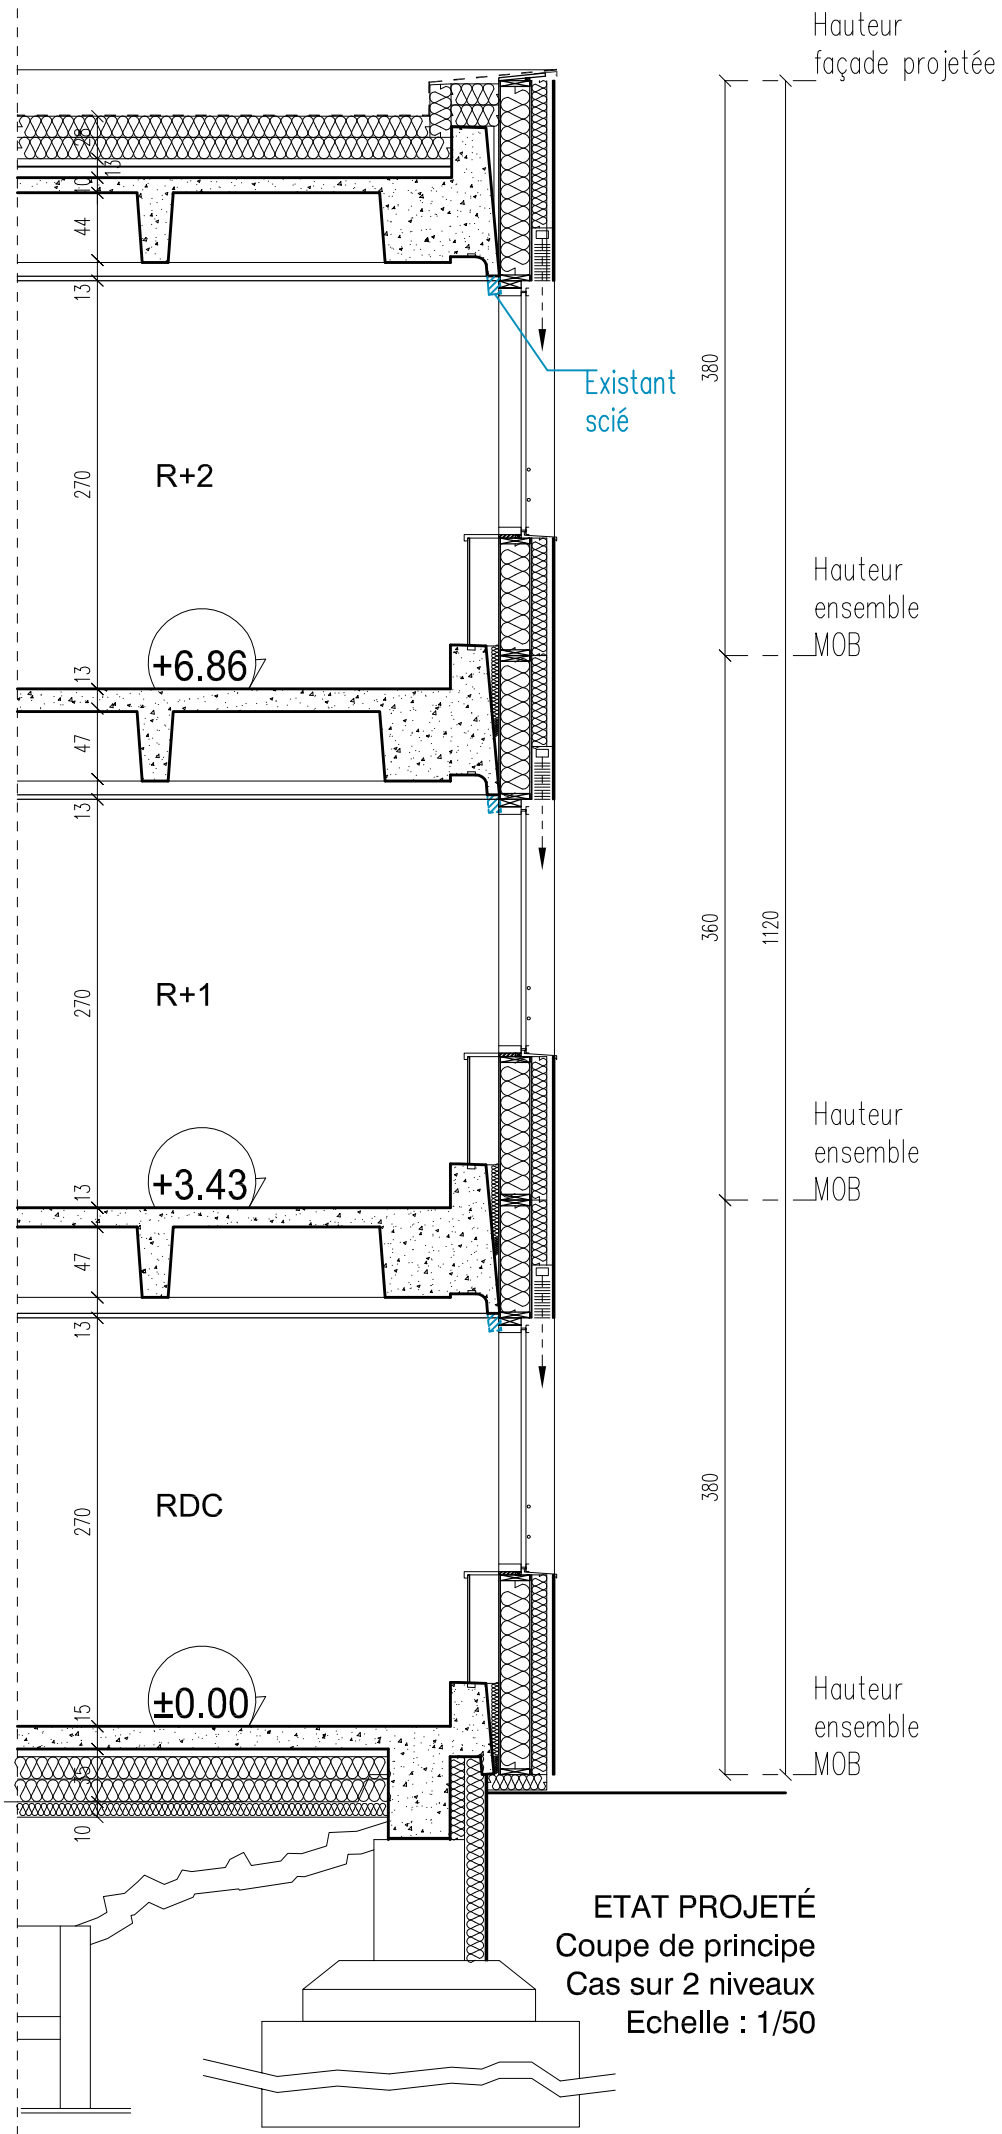 Hauteur
façade projetée
28
13
10
44
13
380
Existant
scié
R+2
270
Hauteur
ensemble
MOB
+6.86
13
47
13
360
1120
R+1
270
Hauteur
ensemble
MOB
+3.43
13
47
13
380
RDC
270
Hauteur
ensemble
MOB
±0.00
15
35
10
ETAT PROJETÉ
Coupe de principe
Cas sur 2 niveaux
Echelle : 1/50